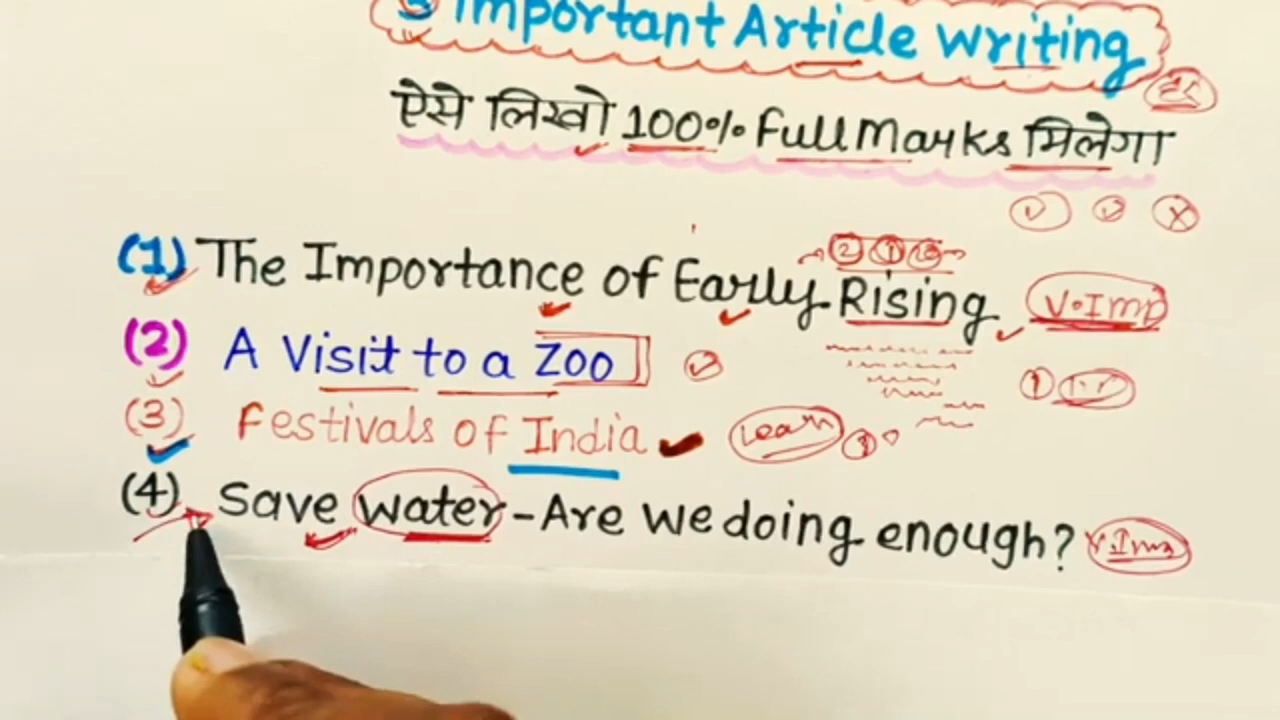 Important Article Writing
ऐसे लिखो 100% Full Marks मिलेगा
(1) The Importance of Early Rising V.Imp
(2) A Visit to a Zoo
(3) Festivals of India Learn
(4) Save water - Are we doing enough? V.Imp